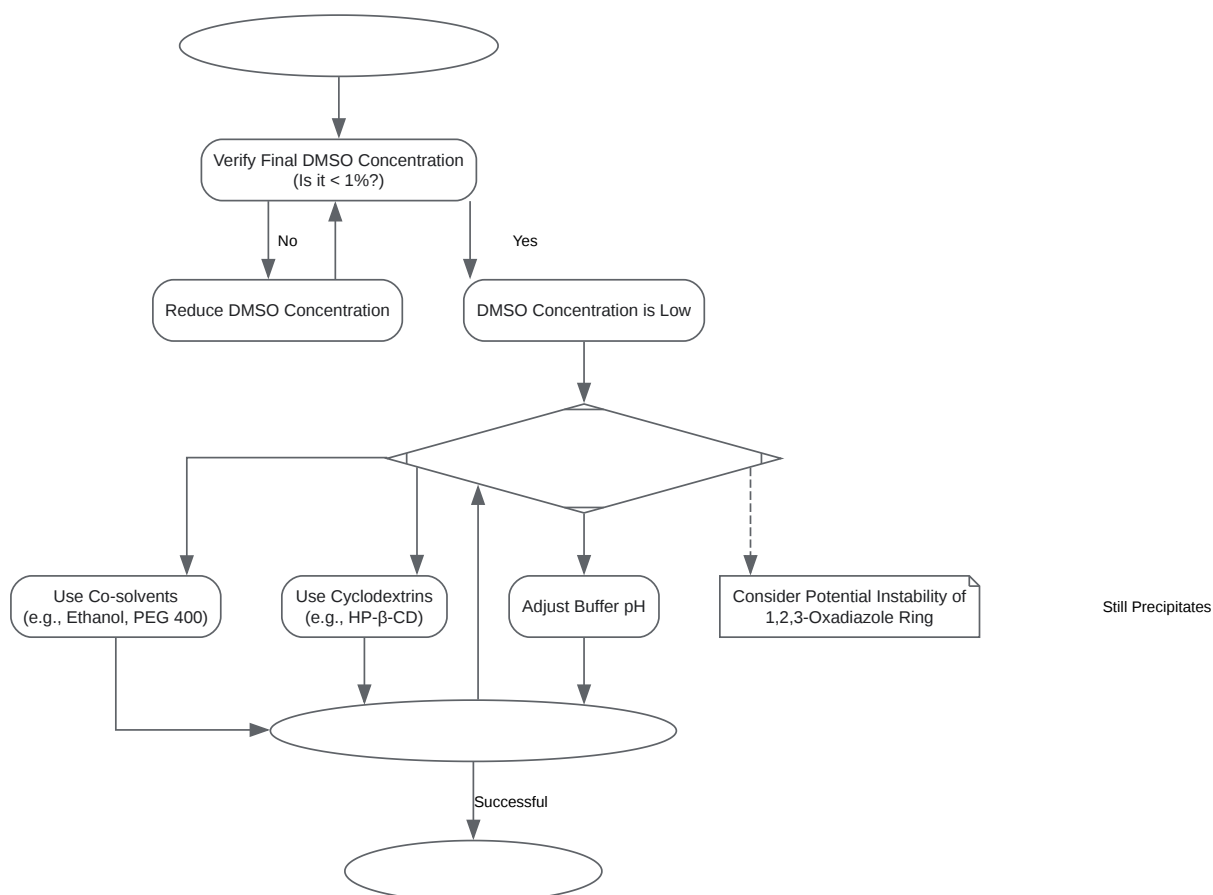 Verify Final DMSO Concentration
(Is it < 1%?)
No
Yes
Reduce DMSO Concentration
DMSO Concentration is Low
Use Co-solvents
(e.g., Ethanol, PEG 400)
Use Cyclodextrins
(e.g., HP-β-CD)
Adjust Buffer pH
Consider Potential Instability of
1,2,3-Oxadiazole Ring
Still Precipitates
Successful